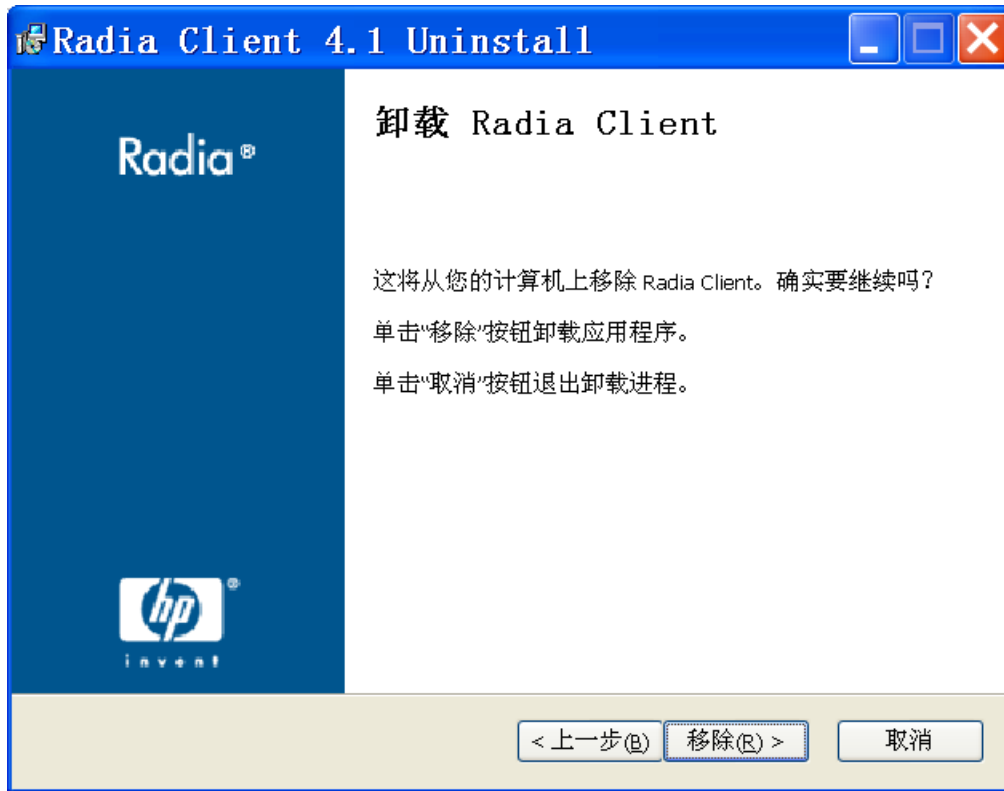 Radia Client 4.1 Uninstall
Radia®
卸载 Radia Client
这将从您的计算机上移除 Radia Client。确实要继续吗?
单击“移除”按钮卸载应用程序。
单击“取消”按钮退出卸载进程。
hp®
invent
< 上一步(B)
移除(R) >
取消